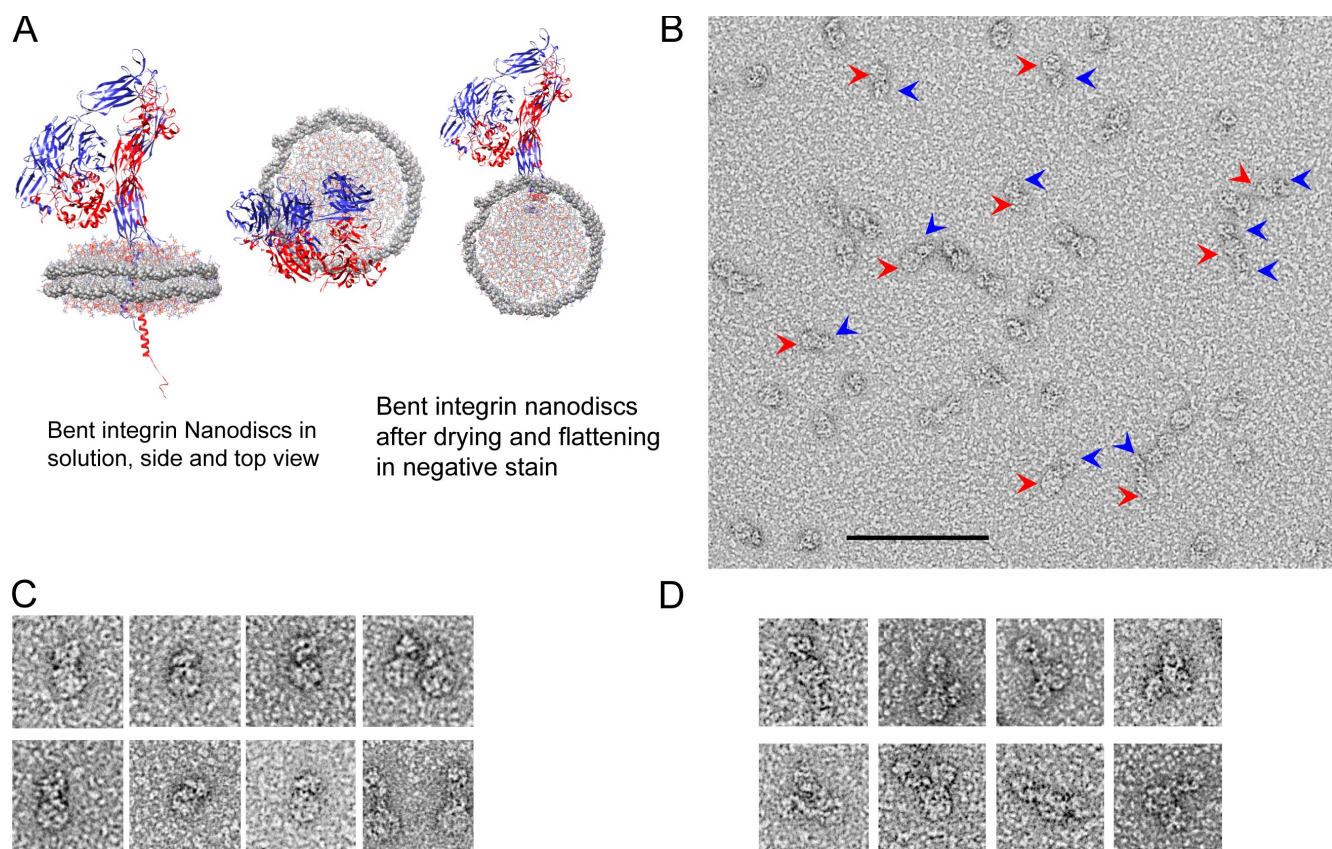 A
B
Bent integrin Nanodiscs in
solution, side and top view
Bent integrin nanodiscs
after drying and flattening
in negative stain
C
D